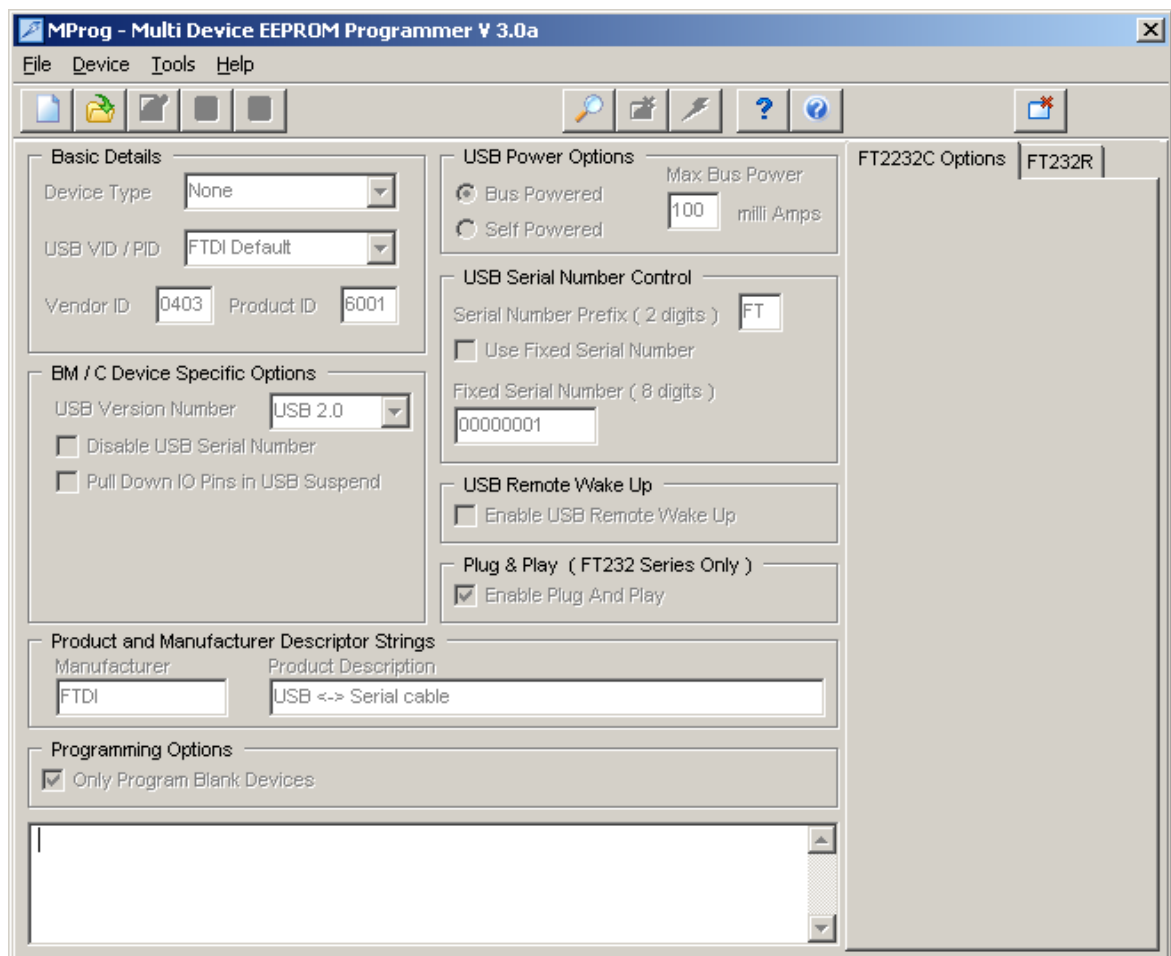 MProg - Multi Device EEPROM Programmer V 3.0a
File Device Tools Help
Basic Details
Device Type None
USB VID / PID FTDI Default
Vendor ID 0403 Product ID 6001
BM / C Device Specific Options
USB Version Number USB 2.0
Disable USB Serial Number
Pull Down IO Pins in USB Suspend
USB Power Options
Max Bus Power
Bus Powered
100 milli Amps
Self Powered
USB Serial Number Control
Serial Number Prefix ( 2 digits ) FT
Use Fixed Serial Number
Fixed Serial Number ( 8 digits )
00000001
USB Remote Wake Up
Enable USB Remote Wake Up
Plug & Play ( FT232 Series Only )
Enable Plug And Play
Product and Manufacturer Descriptor Strings
Manufacturer Product Description
FTDI USB <-> Serial cable
Programming Options
Only Program Blank Devices
FT2232C Options FT232R